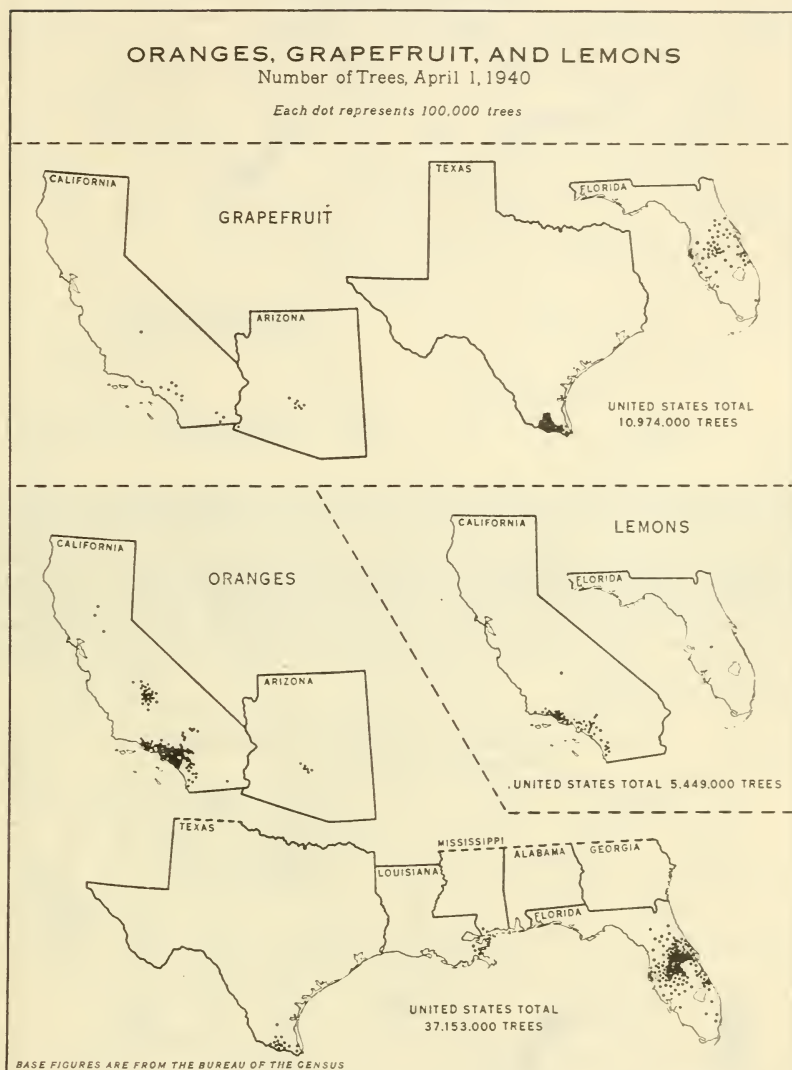 ORANGES, GRAPEFRUIT, AND LEMONS
Number of Trees, April 1, 1940
Each dot represents 100,000 trees
CALIFORNIA
GRAPEFRUIT
ARIZONA
TEXAS
FLORIDA
UNITED STATES TOTAL
10,974,000 TREES
CALIFORNIA
ORANGES
ARIZONA
CALIFORNIA
LEMONS
FLORIDA
UNITED STATES TOTAL 5,449,000 TREES
TEXAS
LOUISIANA
MISSISSIPPI
ALABAMA
GEORGIA
FLORIDA
UNITED STATES TOTAL
37,153,000 TREES
BASE FIGURES ARE FROM THE BUREAU OF THE CENSUS